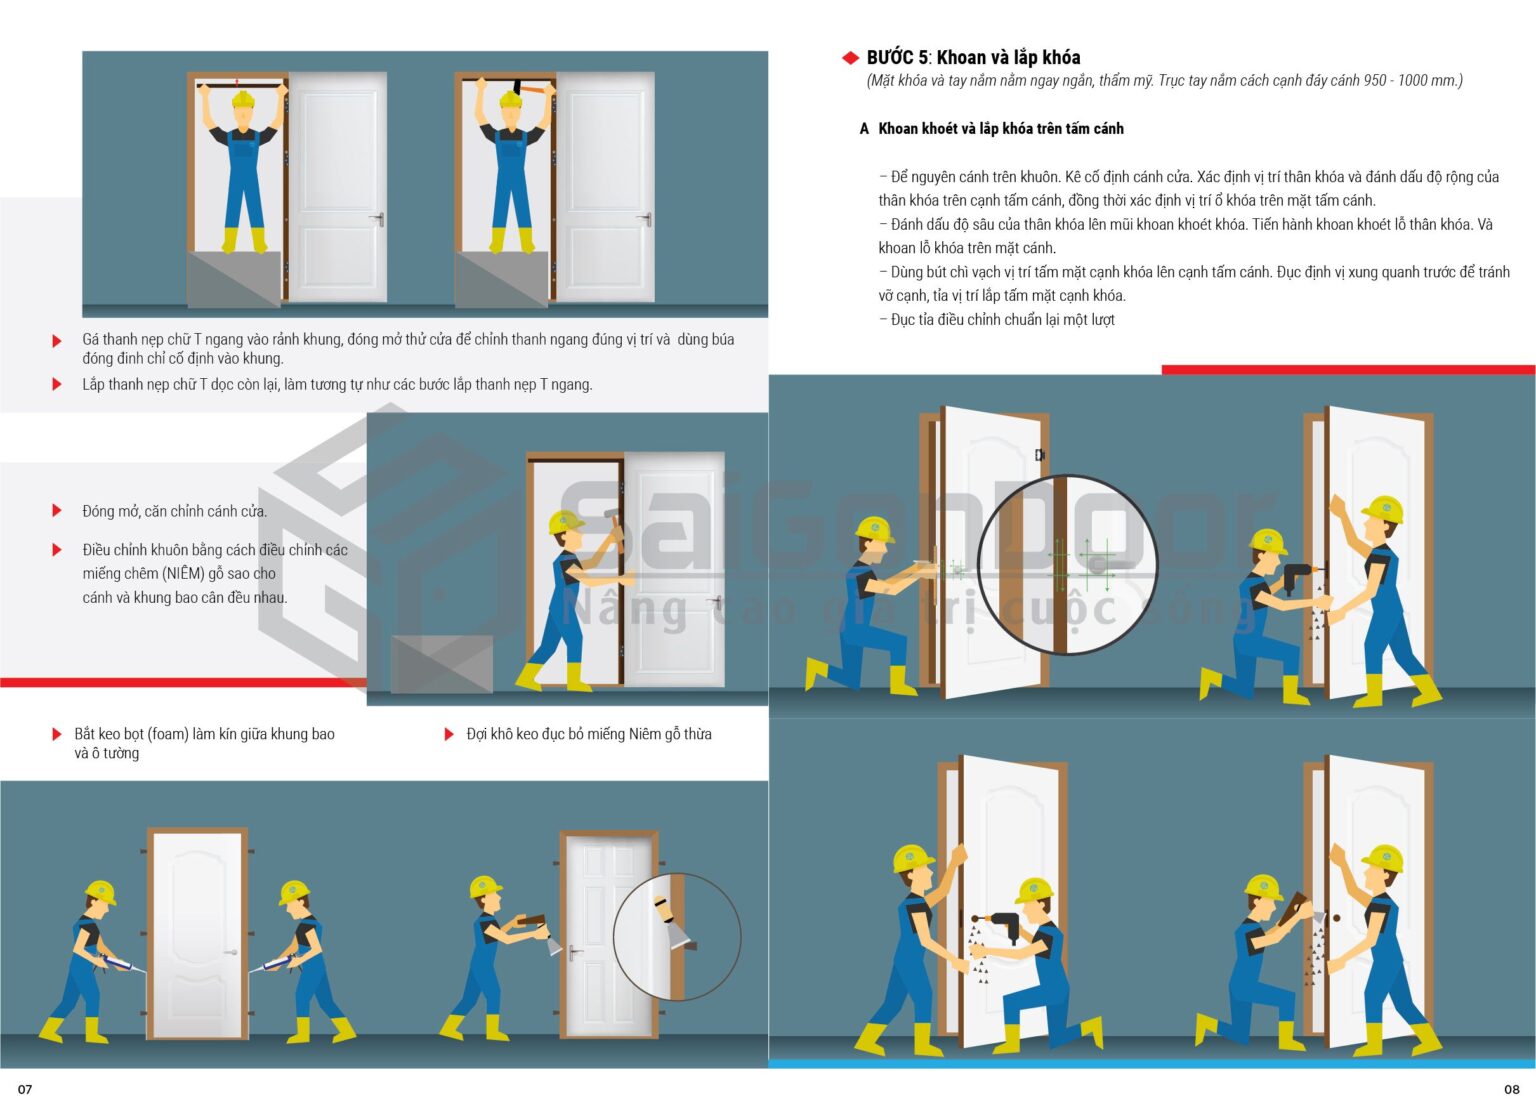 Gá thanh nẹp chữ T ngang vào rảnh khung, đóng mở thử cửa để chỉnh thanh ngang đúng vị trí và dùng búa
đóng đinh chỉ cố định vào khung.
Lắp thanh nẹp chữ T dọc còn lại, làm tương tự như các bước lắp thanh nẹp T ngang.
Đóng mở, căn chỉnh cánh cửa.
Điều chỉnh khuôn bằng cách điều chỉnh các
miếng chêm (NIÊM) gỗ sao cho
cánh và khung bao cân đều nhau.
Bắt keo bọt (foam) làm kín giữa khung bao
và ô tường
Đợi khô keo đục bỏ miếng Niêm gỗ thừa
07
BƯỚC 5: Khoan và lắp khóa
(Mặt khóa và tay nắm nằm ngay ngắn, thẩm mỹ. Trục tay nắm cách cạnh đáy cánh 950 - 1000 mm.)
A Khoan khoét và lắp khóa trên tấm cánh
– Để nguyên cánh trên khuôn. Kê cố định cánh cửa. Xác định vị trí thân khóa và đánh dấu độ rộng của
thân khóa trên cạnh tấm cánh, đồng thời xác định vị trí ổ khóa trên mặt tấm cánh.
– Đánh dấu độ sâu của thân khóa lên mũi khoan khoét khóa. Tiến hành khoan khoét lỗ thân khóa. Và
khoan lỗ khóa trên mặt cánh.
– Dùng bút chì vạch vị trí tấm mặt cạnh khóa lên cạnh tấm cánh. Đục định vị xung quanh trước để tránh
vỡ cạnh, tỉa vị trí lắp tấm mặt cạnh khóa.
– Đục tỉa điều chỉnh chuẩn lại một lượt
SaiGonDoor
Nâng cao giá trị cuộc sống
08